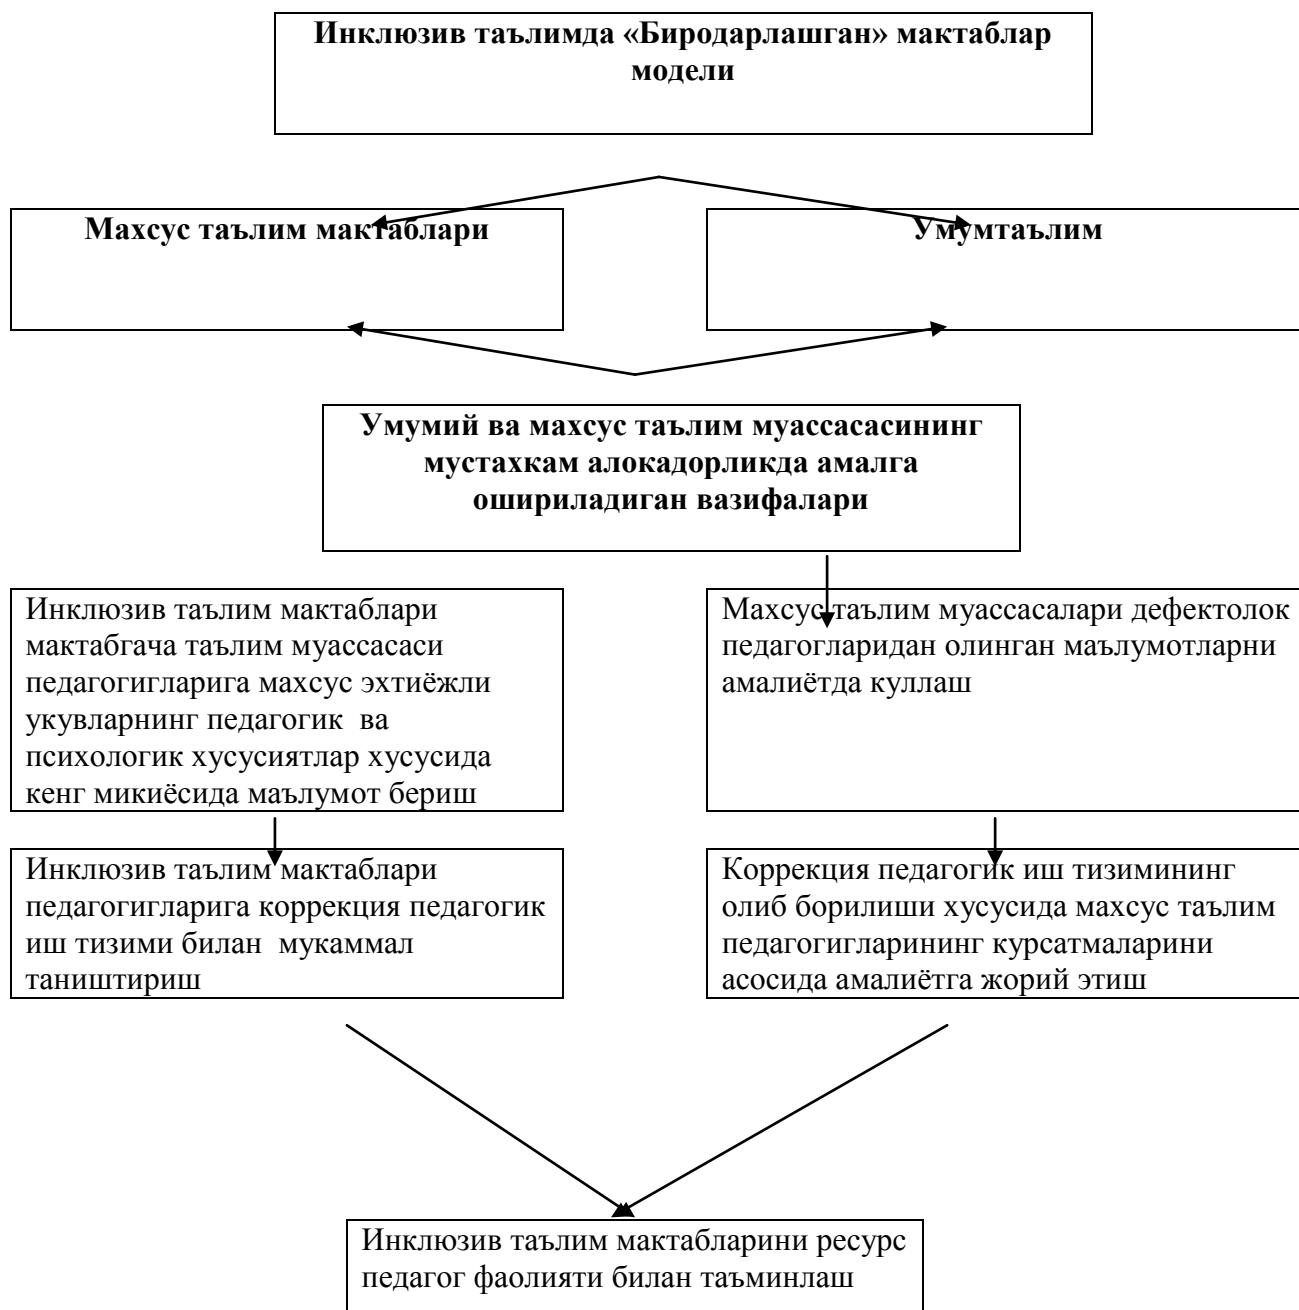 Инклюзив таълимда «Биродарлашган» мактаблар
модели
Махсус таълим мактаблари
Умумтаълим
Умумий ва махсус таълим муассасасининг
мустахкам алокадорликда амалга
ошириладиган вазифалари
Инклюзив таълим мактаблари
мактабгача таълим муассасаси
педагогигларига махсус эхтиёжли
укувларнинг педагогик ва
психологик хусусиятлар хусусида
кенг микиёсида маълумот бериш
Махсус таълим муассасалари дефектолок
педагогларидан олинган маълумотларни
амалиётда куллаш
Инклюзив таълим мактаблари
педагогигларига коррекция педагогик
иш тизими билан мукаммал
таништириш
Коррекция педагогик иш тизимининг
олиб борилиши хусусида махсус таълим
педагогигларининг курсатмаларини
асосида амалиётга жорий этиш
Инклюзив таълим мактабларини ресурс
педагог фаолияти билан таъминлаш